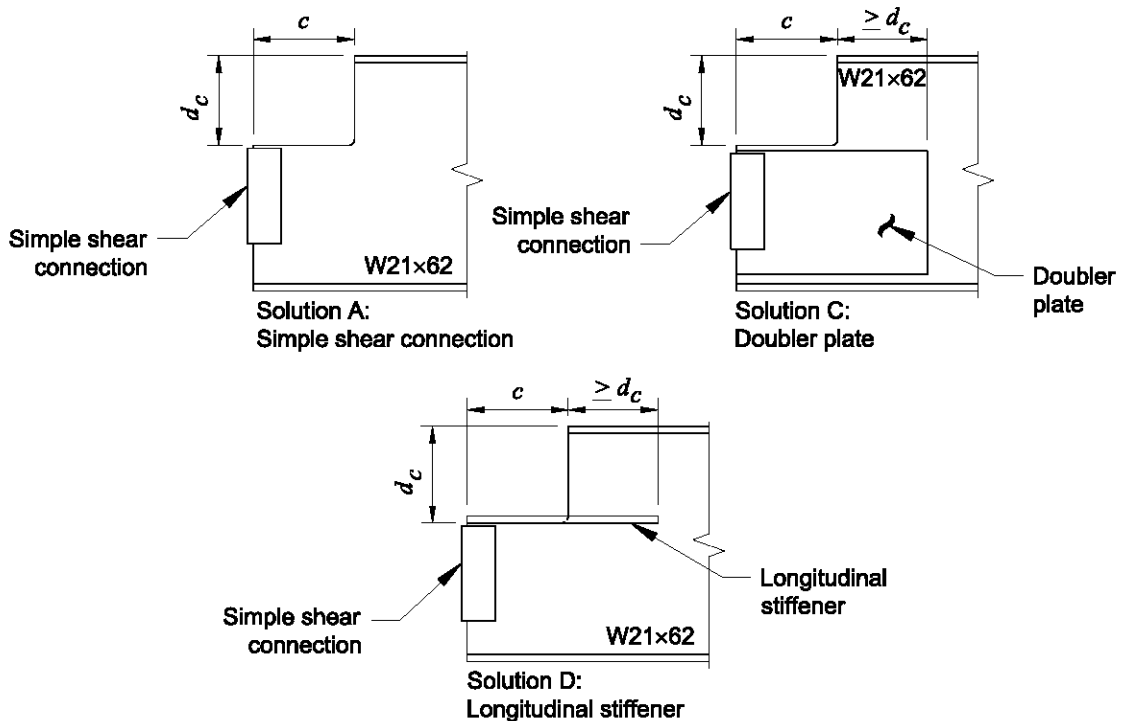 c
d_c
Simple shear
connection
W21×62
Solution A:
Simple shear connection
c
≥ d_c
d_c
W21×62
Simple shear
connection
Doubler
plate
Solution C:
Doubler plate
c
≥ d_c
d_c
Simple shear
connection
Longitudinal
stiffener
W21×62
Solution D:
Longitudinal stiffener